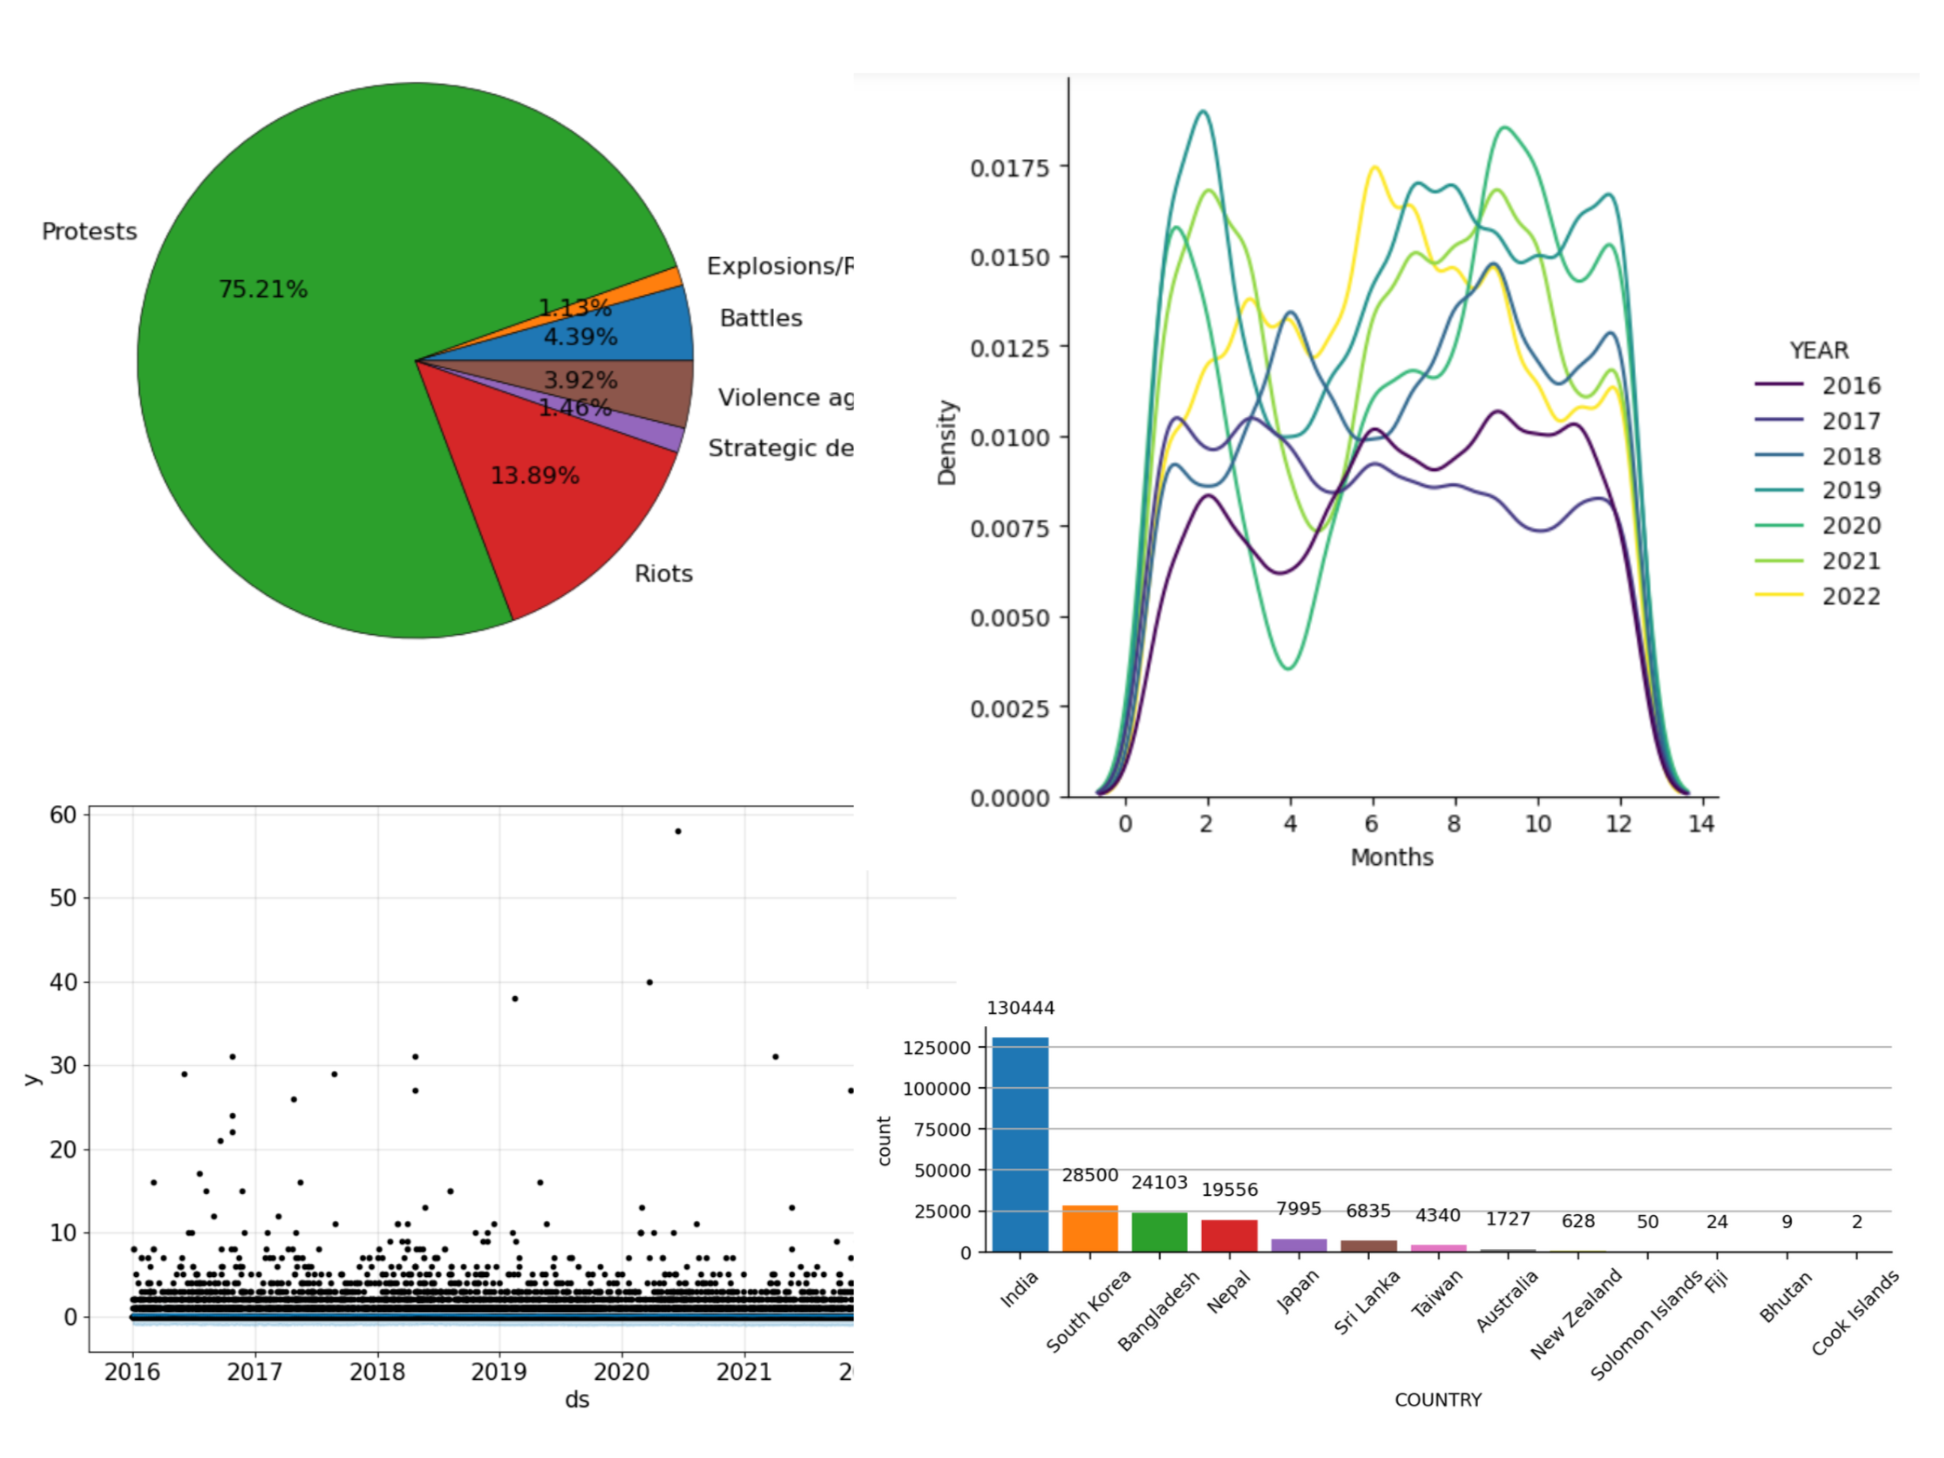 Protests
75.21%
Explosions/R
1.13%
Battles
4.39%
3.92%
Violence ag
1.46%
Strategic de
13.89%
Riots
0.0175
0.0150
0.0125
0.0100
0.0075
0.0050
0.0025
0.0000
Density
0 2 4 6 8 10 12 14
Months
YEAR
2016
2017
2018
2019
2020
2021
2022
60
50
40
30
20
10
0
y
2016 2017 2018 2019 2020 2021 2
ds
130444
125000
100000
75000
50000
25000
0
count
28500 24103 19556 7995 6835 4340 1727 628 50 24 9 2
India South Korea Bangladesh Nepal Japan Sri Lanka Taiwan Australia New Zealand Solomon Islands Fiji Bhutan Cook Islands
COUNTRY